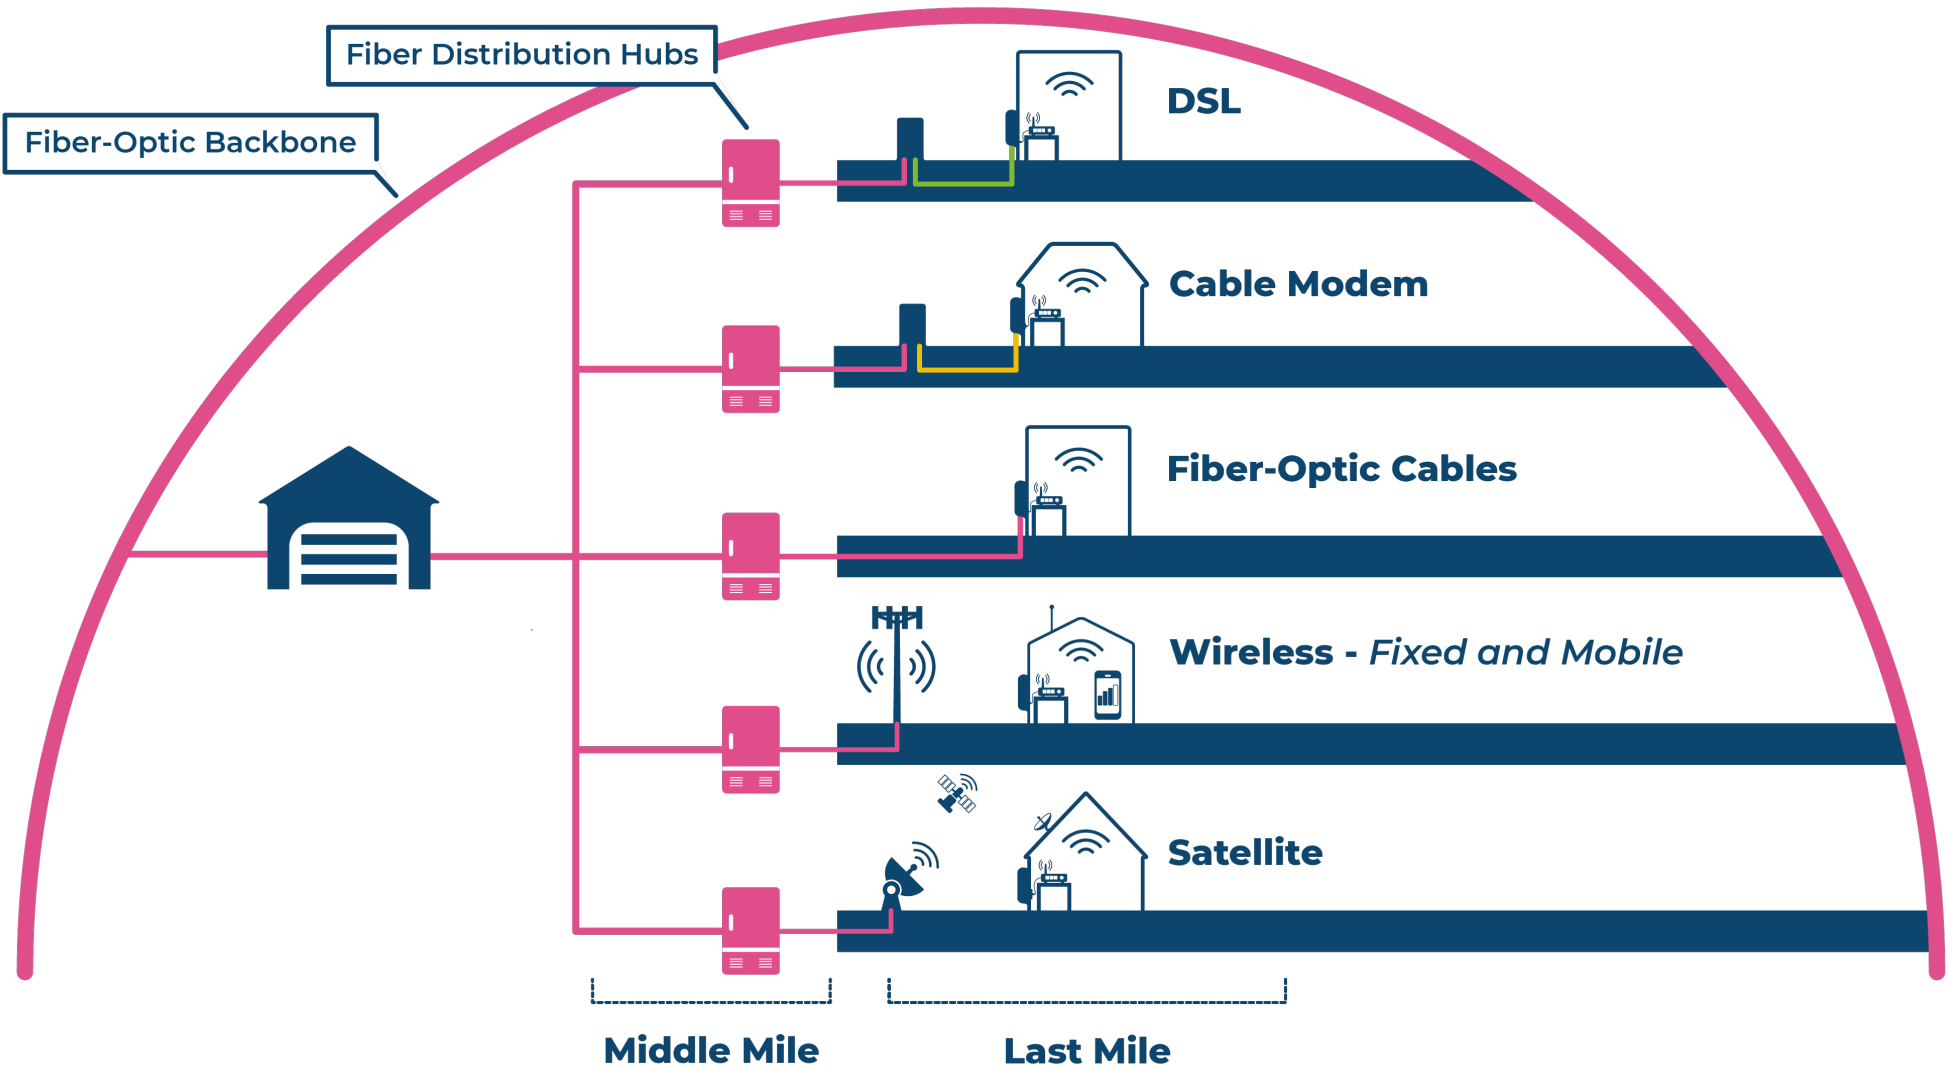 Fiber Distribution Hubs
Fiber-Optic Backbone
DSL
Cable Modem
Fiber-Optic Cables
Wireless - Fixed and Mobile
Satellite
Middle Mile
Last Mile